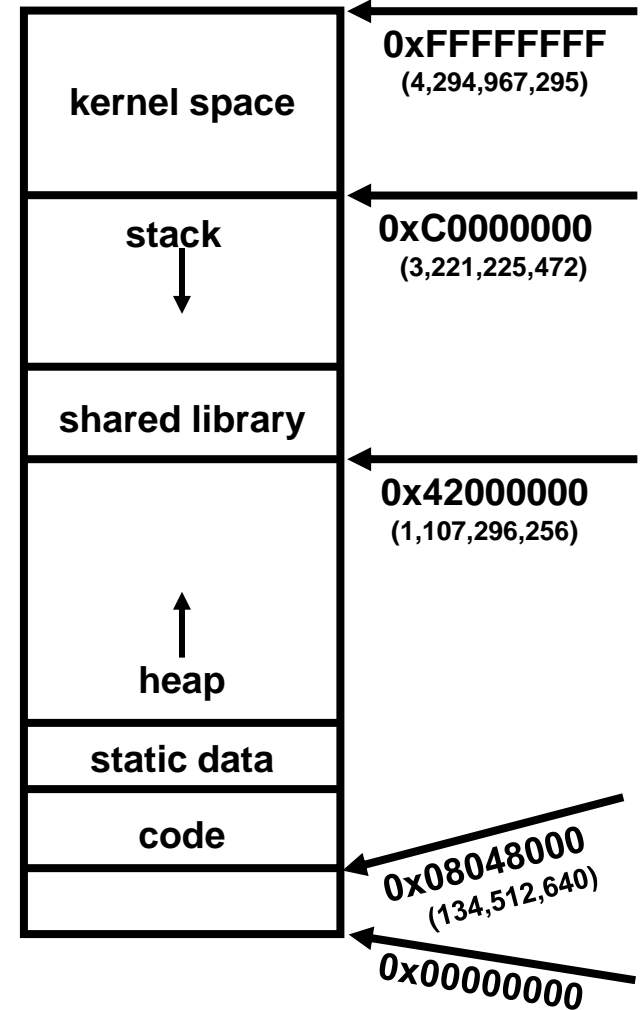 0xFFFFFFFF
(4,294,967,295)
kernel space
stack
0xC0000000
(3,221,225,472)
shared library
0x42000000
(1,107,296,256)
heap
static data
code
0x08048000
(134,512,640)
0x00000000